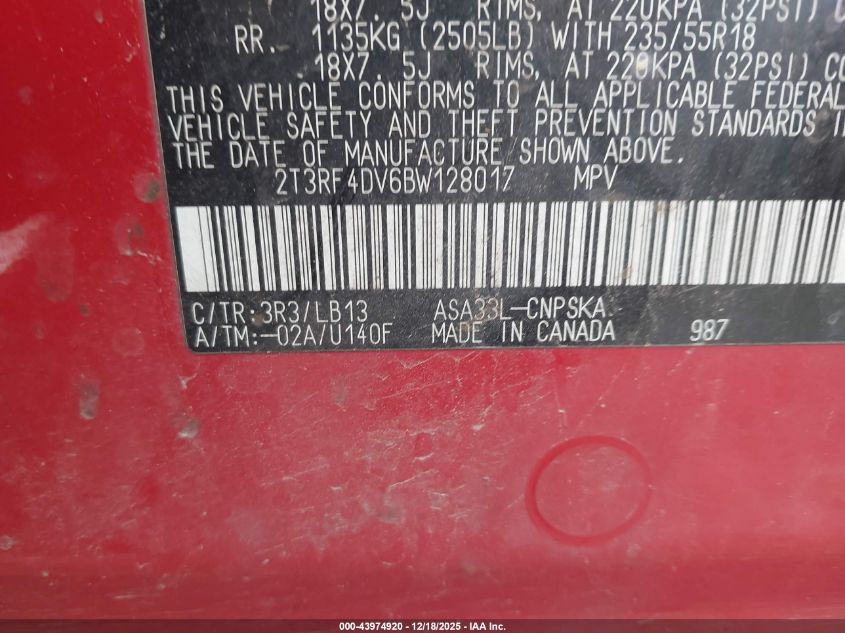 18X7. 5J RIMS, AT 220KPA (32PSI)
RR. 1135KG (2505LB) WITH 235/55R18
18X7. 5J RIMS, AT 220KPA (32PSI) CO
THIS VEHICLE CONFORMS TO ALL APPLICABLE FEDERAL
VEHICLE SAFETY AND THEFT PREVENTION STANDARDS I
THE DATE OF MANUFACTURE SHOWN ABOVE.
2T3RF4DV6BW128017 MPV
C/TR:3R3/LB13 ASA33L-CNPSKA
A/TM:-02A/U140F MADE IN CANADA 987
000-43974920 - 12/18/2025 - IAA Inc.